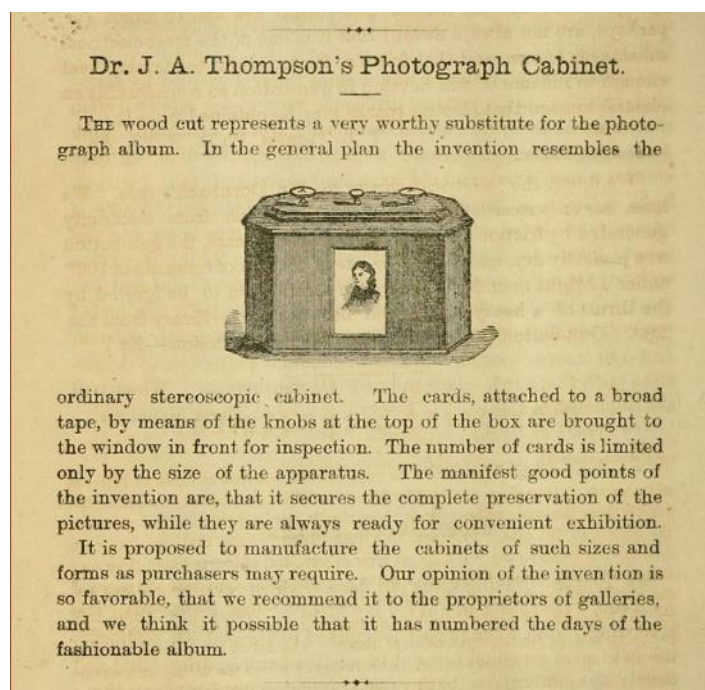 Dr. J. A. Thompson's Photograph Cabinet.
THE wood cut represents a very worthy substitute for the photo-
graph album. In the general plan the invention resembles the
ordinary stereoscopic cabinet. The cards, attached to a broad
tape, by means of the knobs at the top of the box are brought to
the window in front for inspection. The number of cards is limited
only by the size of the apparatus. The manifest good points of
the invention are, that it secures the complete preservation of the
pictures, while they are always ready for convenient exhibition.
It is proposed to manufacture the cabinets of such sizes and
forms as purchasers may require. Our opinion of the invention is
so favorable, that we recommend it to the proprietors of galleries,
and we think it possible that it has numbered the days of the
fashionable album.